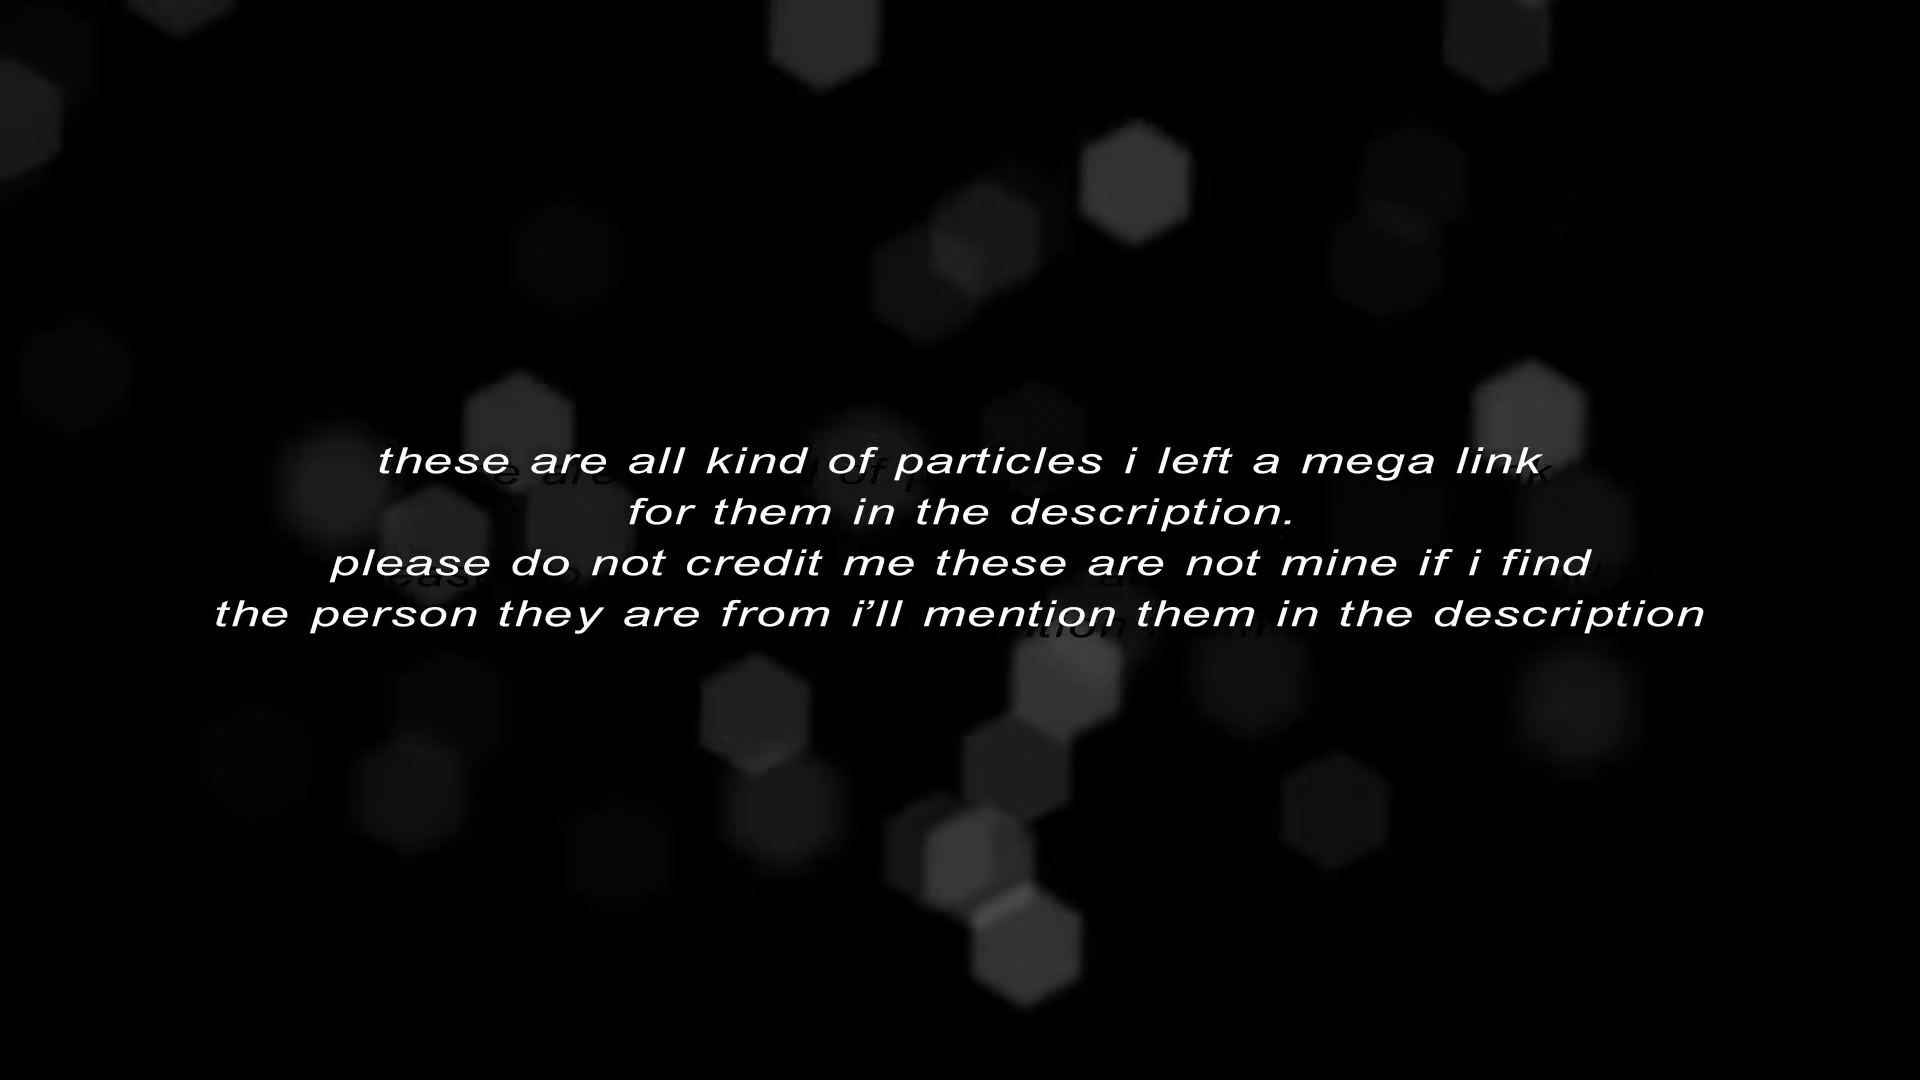 these are all kind of particles i left a mega link
for them in the description.
please do not credit me these are not mine if i find
the person they are from i’ll mention them in the description